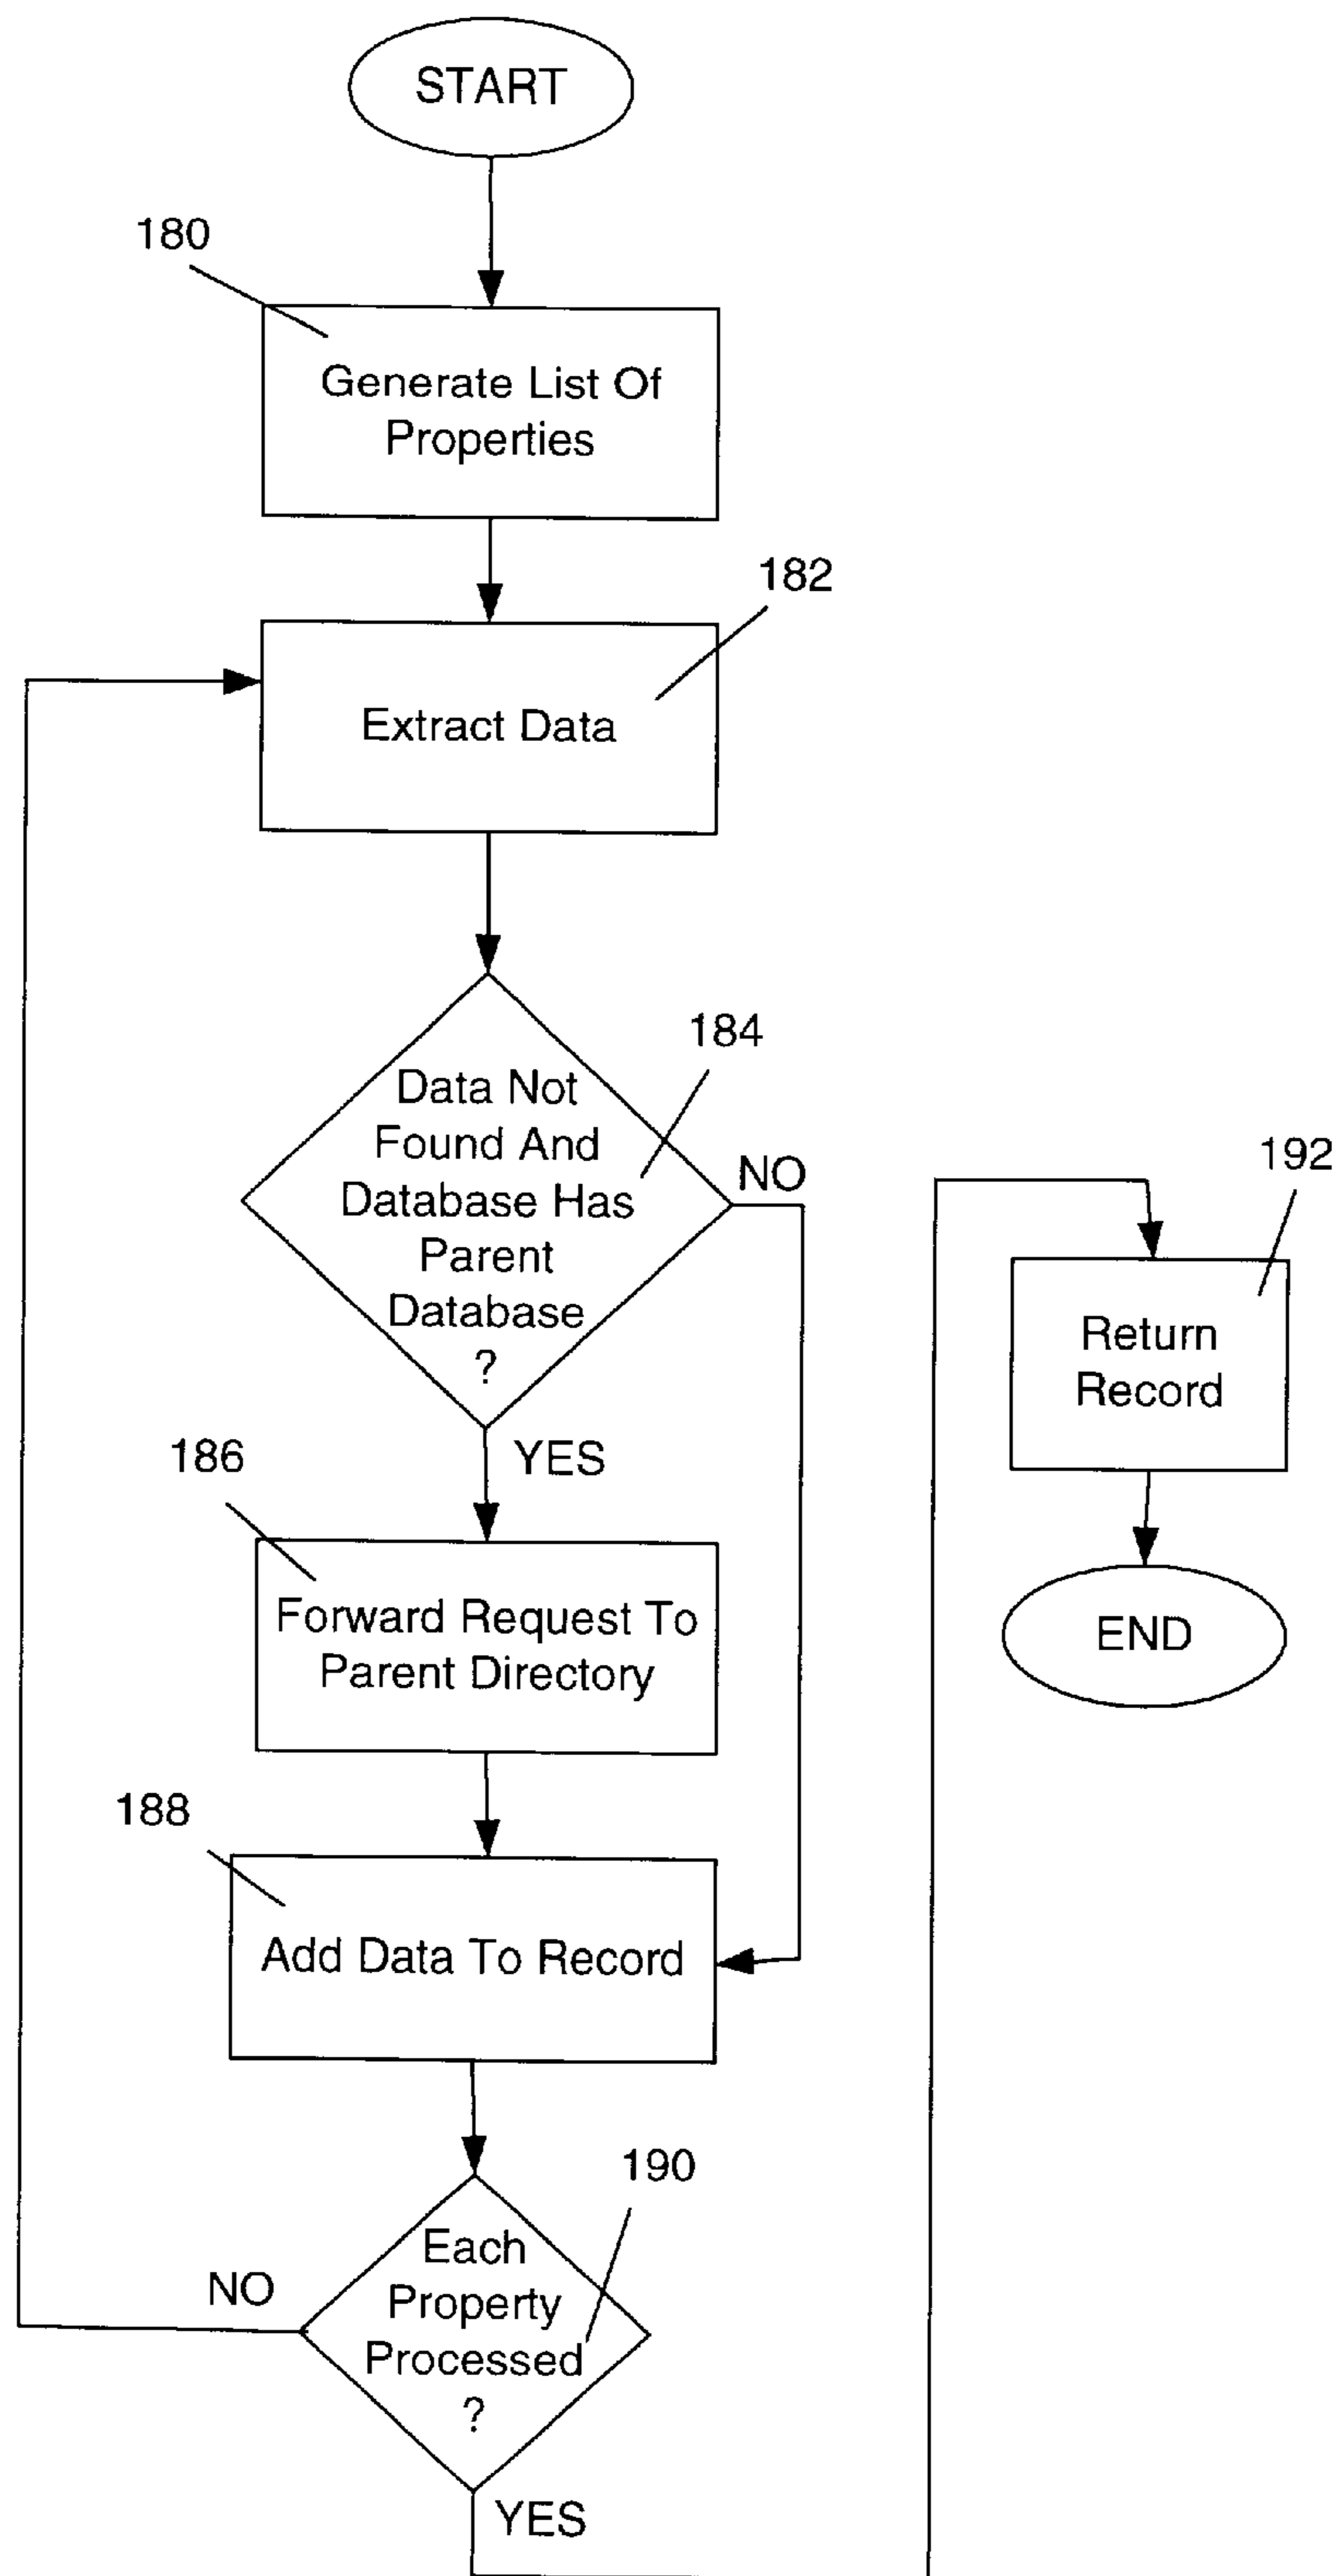 START
180
Generate List Of
Properties
182
Extract Data
184
Data Not
Found And
Database Has
Parent
Database
?
NO
YES
186
Forward Request To
Parent Directory
188
Add Data To Record
190
Each
Property
Processed
?
NO
YES
192
Return
Record
END